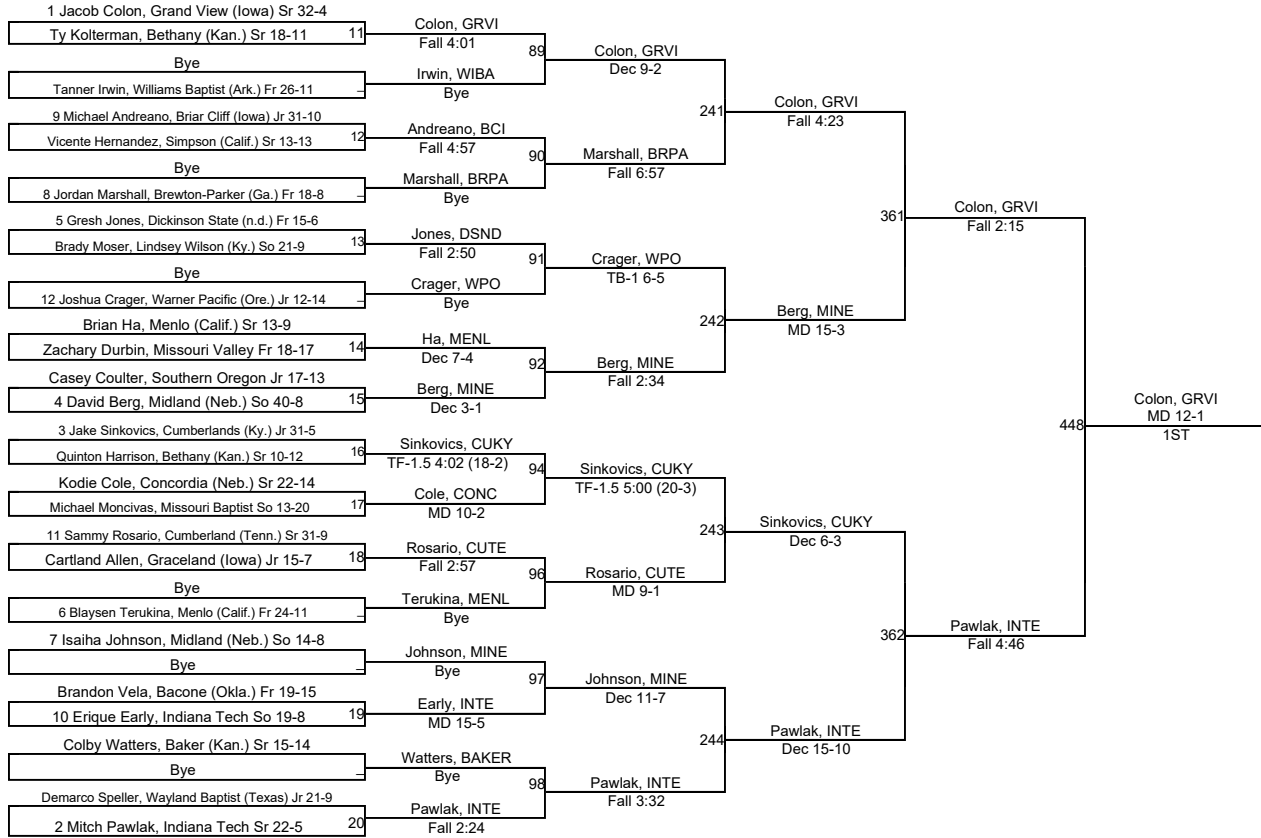 1 Jacob Colon, Grand View (Iowa) Sr 32-4
Ty Kolterman, Bethany (Kan.) Sr 18-11
11
Bye
Tanner Irwin, Williams Baptist (Ark.) Fr 26-11
_
9 Michael Andreano, Briar Cliff (Iowa) Jr 31-10
Vicente Hernandez, Simpson (Calif.) Sr 13-13
12
Bye
8 Jordan Marshall, Brewton-Parker (Ga.) Fr 18-8
_
5 Gresh Jones, Dickinson State (n.d.) Fr 15-6
Brady Moser, Lindsey Wilson (Ky.) So 21-9
13
Bye
12 Joshua Crager, Warner Pacific (Ore.) Jr 12-14
_
Brian Ha, Menlo (Calif.) Sr 13-9
Zachary Durbin, Missouri Valley Fr 18-17
14
Casey Coulter, Southern Oregon Jr 17-13
4 David Berg, Midland (Neb.) So 40-8
15
3 Jake Sinkovics, Cumberlands (Ky.) Jr 31-5
Quinton Harrison, Bethany (Kan.) Sr 10-12
16
Kodie Cole, Concordia (Neb.) Sr 22-14
Michael Moncivas, Missouri Baptist So 13-20
17
11 Sammy Rosario, Cumberland (Tenn.) Sr 31-9
Cartland Allen, Graceland (Iowa) Jr 15-7
18
Bye
6 Blaysen Terukina, Menlo (Calif.) Fr 24-11
_
7 Isaiha Johnson, Midland (Neb.) So 14-8
Bye
_
Brandon Vela, Bacone (Okla.) Fr 19-15
10 Erique Early, Indiana Tech So 19-8
19
Colby Watters, Baker (Kan.) Sr 15-14
Bye
_
Demarco Speller, Wayland Baptist (Texas) Jr 21-9
2 Mitch Pawlak, Indiana Tech Sr 22-5
20
Colon, GRVI
Fall 4:01
89
Irwin, WIBA
Bye
Andreano, BCI
Fall 4:57
90
Marshall, BRPA
Bye
Jones, DSND
Fall 2:50
91
Crager, WPO
Bye
Ha, MENL
Dec 7-4
92
Berg, MINE
Dec 3-1
Sinkovics, CUKY
TF-1.5 4:02 (18-2)
94
Cole, CONC
MD 10-2
Rosario, CUTE
Fall 2:57
96
Terukina, MENL
Bye
Johnson, MINE
Bye
97
Early, INTE
MD 15-5
Watters, BAKER
Bye
98
Pawlak, INTE
Fall 2:24
Colon, GRVI
Dec 9-2
241
Marshall, BRPA
Fall 6:57
Crager, WPO
TB-1 6-5
242
Berg, MINE
Fall 2:34
Sinkovics, CUKY
TF-1.5 5:00 (20-3)
243
Rosario, CUTE
MD 9-1
Johnson, MINE
Dec 11-7
244
Pawlak, INTE
Fall 3:32
Colon, GRVI
Fall 4:23
361
Berg, MINE
MD 15-3
Sinkovics, CUKY
Dec 6-3
362
Pawlak, INTE
Dec 15-10
Colon, GRVI
Fall 2:15
448
Pawlak, INTE
Fall 4:46
Colon, GRVI
MD 12-1
1ST